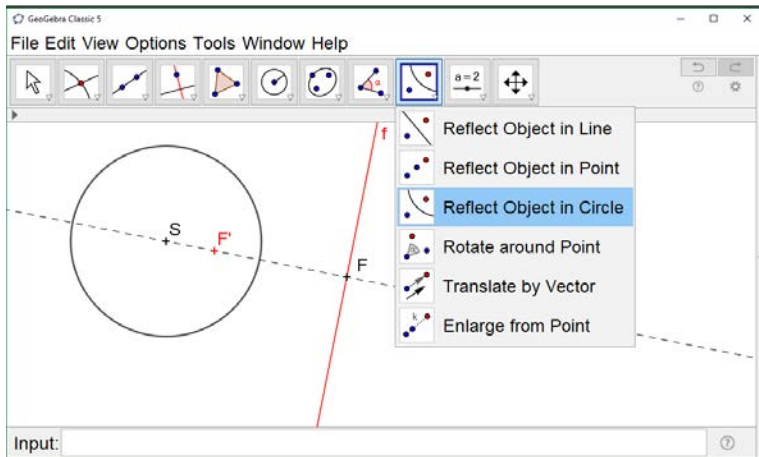 GeoGebra Classic 5
File Edit View Options Tools Window Help
a=2
f
Reflect Object in Line
Reflect Object in Point
Reflect Object in Circle
Rotate around Point
Translate by Vector
k
Enlarge from Point
S
F'
F
Input: